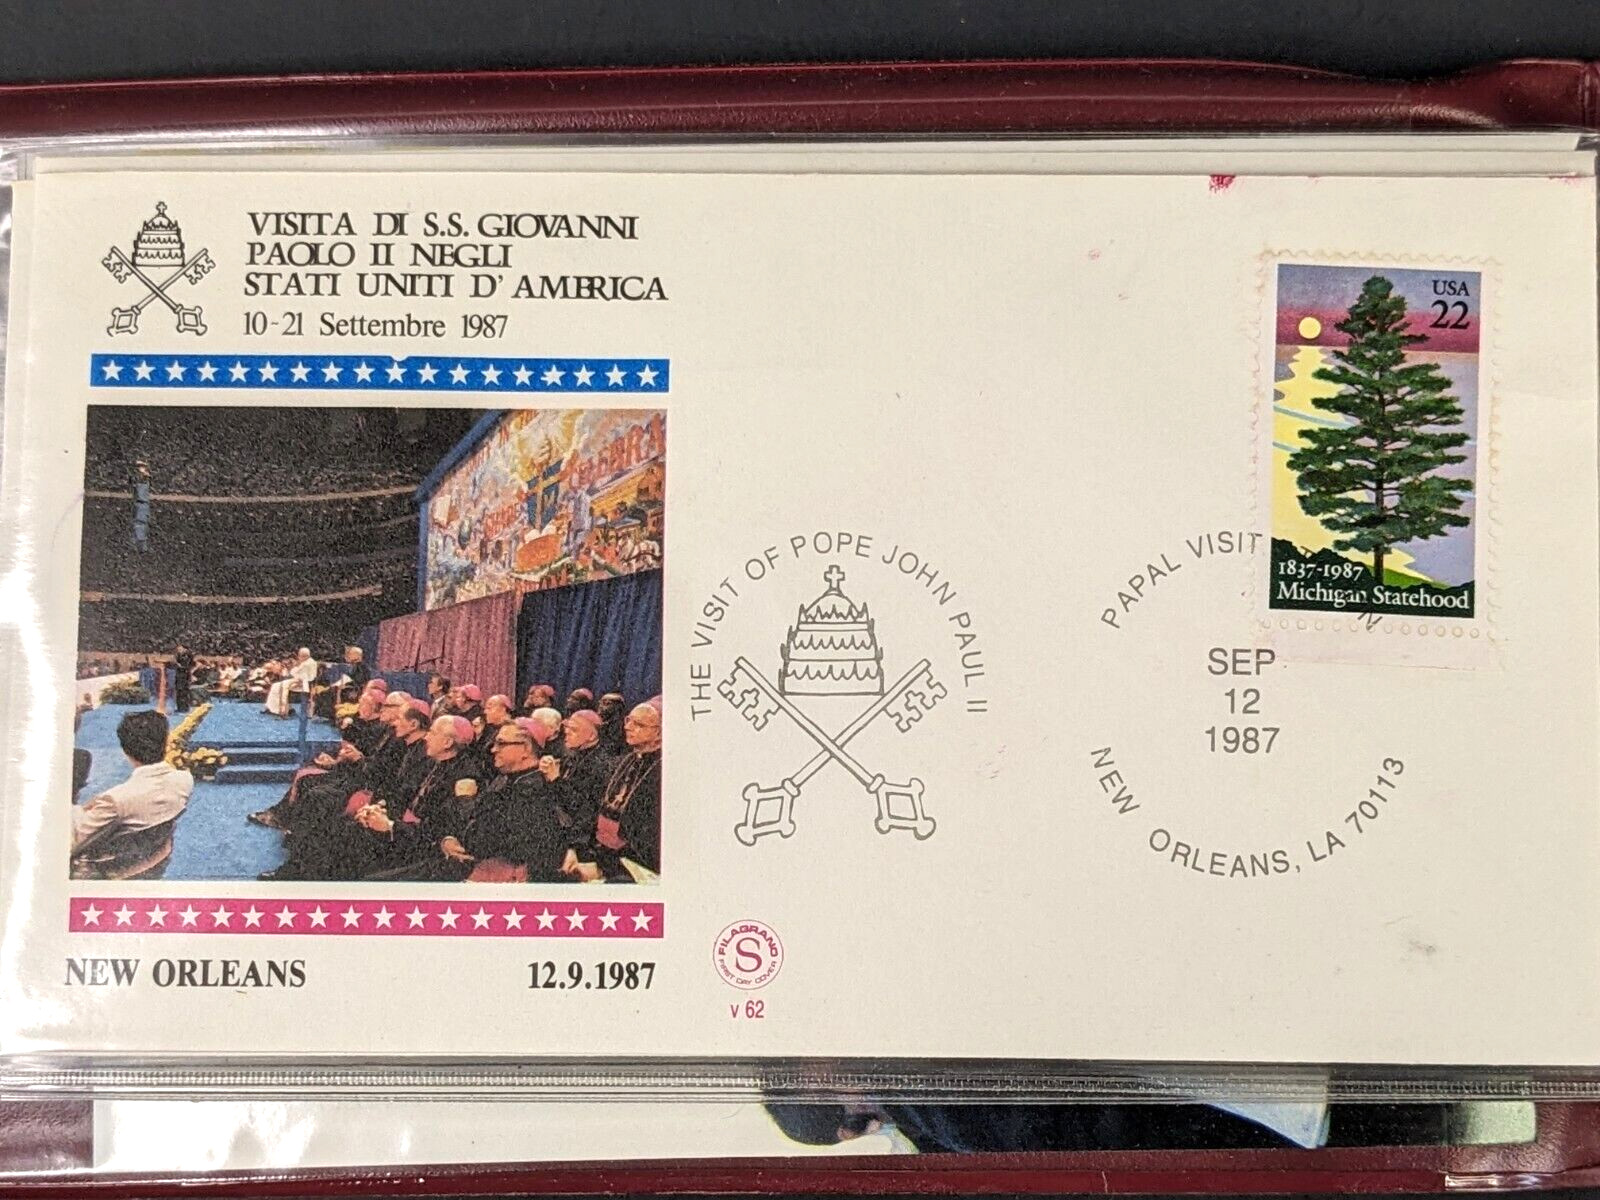 VISITA DI S.S. GIOVANNI
PAOLO II NEGLI
STATI UNITI D' AMERICA
10-21 Settembre 1987
NEW ORLEANS 12.9.1987
THE VISIT OF POPE JOHN PAUL II
FILAGRANO
S
FIRST DAY COVER
V 62
PAPAL VISIT
SEP
12
1987
NEW ORLEANS, LA 70113
USA
22
1837-1987
Michigan Statehood